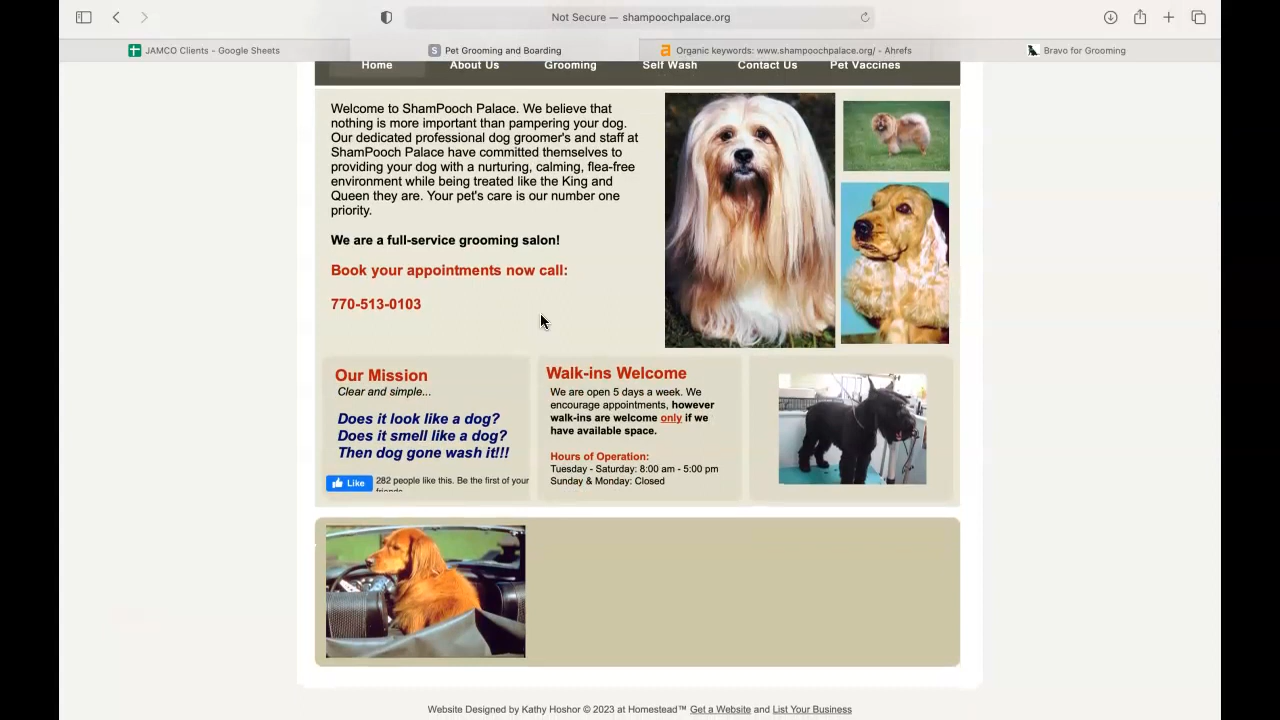 Not Secure — shampoochpalace.org
JAMCO Clients - Google Sheets
S Pet Grooming and Boarding
a Organic keywords: www.shampoochpalace.org/ - Ahrefs
Bravo for Grooming
Home About Us Grooming Self Wash Contact Us Pet Vaccines
Welcome to ShamPooch Palace. We believe that
nothing is more important than pampering your dog.
Our dedicated professional dog groomer's and staff at
ShamPooch Palace have committed themselves to
providing your dog with a nurturing, calming, flea-free
environment while being treated like the King and
Queen they are. Your pet's care is our number one
priority.
We are a full-service grooming salon!
Book your appointments now call:
770-513-0103
Our Mission
Clear and simple...
Does it look like a dog?
Does it smell like a dog?
Then dog gone wash it!!!
Like 282 people like this. Be the first of your
friends.
Walk-ins Welcome
We are open 5 days a week. We
encourage appointments, however
walk-ins are welcome only if we
have available space.
Hours of Operation:
Tuesday - Saturday: 8:00 am - 5:00 pm
Sunday & Monday: Closed
Website Designed by Kathy Hoshor © 2023 at Homestead™ Get a Website and List Your Business